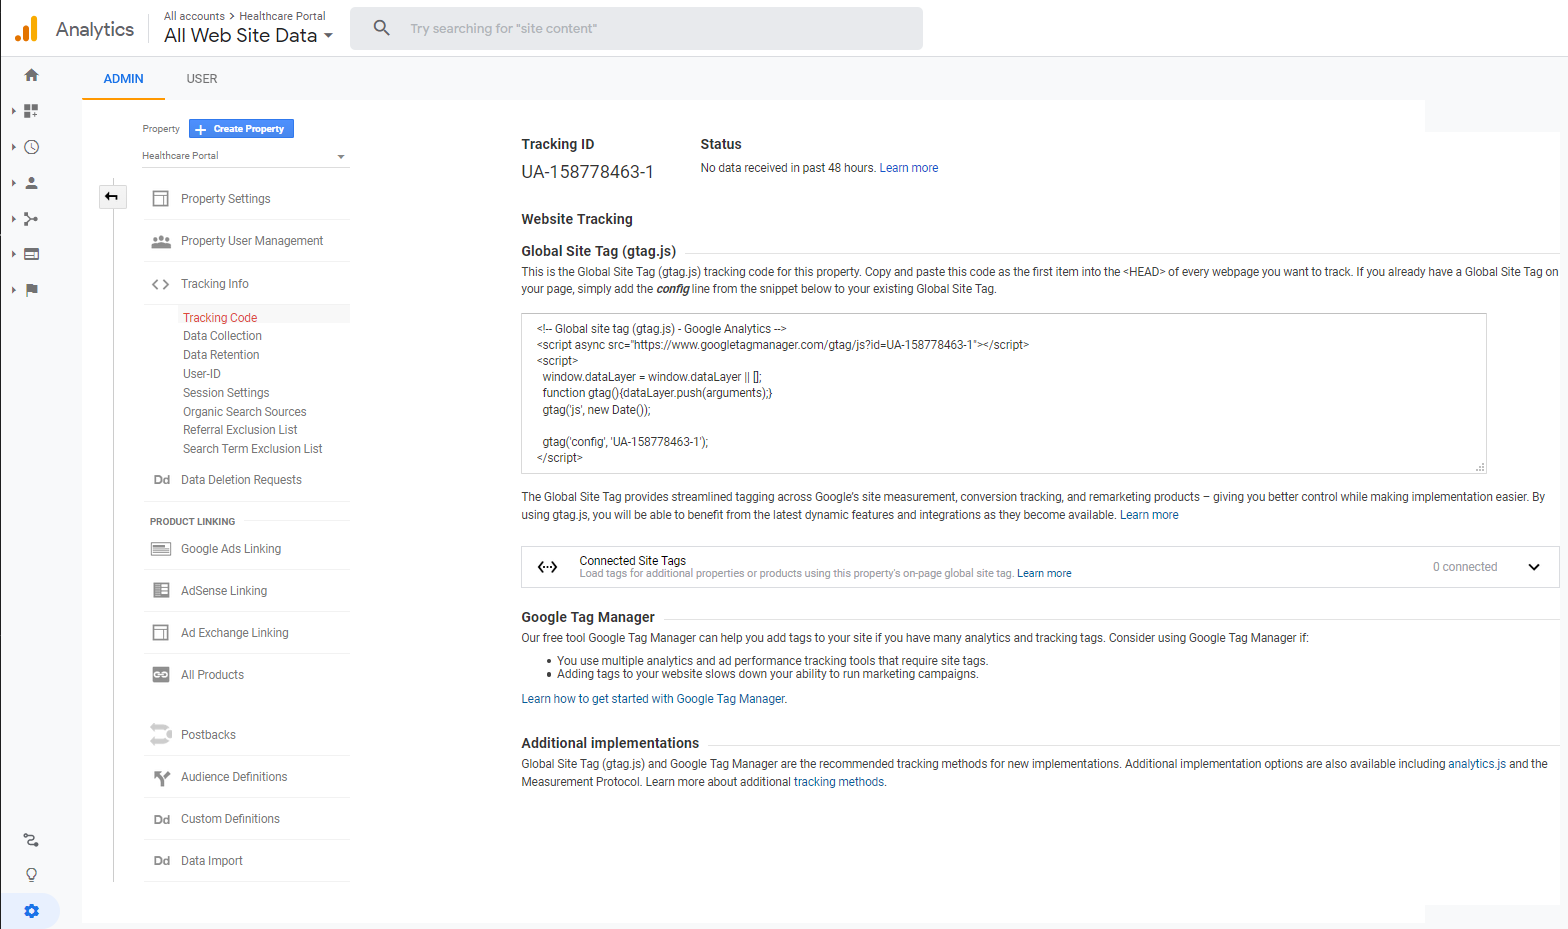 Analytics
All accounts > Healthcare Portal
All Web Site Data
Try searching for "site content"
ADMIN
USER
Property
Create Property
Healthcare Portal
Property Settings
Property User Management
Tracking Info
Tracking Code
Data Collection
Data Retention
User-ID
Session Settings
Organic Search Sources
Referral Exclusion List
Search Term Exclusion List
Dd Data Deletion Requests
PRODUCT LINKING
Google Ads Linking
AdSense Linking
Ad Exchange Linking
All Products
Postbacks
Audience Definitions
Dd Custom Definitions
Dd Data Import
Tracking ID
UA-158778463-1
Status
No data received in past 48 hours. Learn more
Website Tracking
Global Site Tag (gtag.js)
This is the Global Site Tag (gtag.js) tracking code for this property. Copy and paste this code as the first item into the <HEAD> of every webpage you want to track. If you already have a Global Site Tag on
your page, simply add the config line from the snippet below to your existing Global Site Tag.
<!-- Global site tag (gtag.js) - Google Analytics -->
<script async src="https://www.googletagmanager.com/gtag/js?id=UA-158778463-1"></script>
<script>
window.dataLayer = window.dataLayer || [];
function gtag(){dataLayer.push(arguments);}
gtag('js', new Date());
gtag('config', 'UA-158778463-1');
</script>
The Global Site Tag provides streamlined tagging across Google's site measurement, conversion tracking, and remarketing products – giving you better control while making implementation easier. By
using gtag.js, you will be able to benefit from the latest dynamic features and integrations as they become available. Learn more
Connected Site Tags
Load tags for additional properties or products using this property's on-page global site tag. Learn more
0 connected
Google Tag Manager
Our free tool Google Tag Manager can help you add tags to your site if you have many analytics and tracking tags. Consider using Google Tag Manager if:
• You use multiple analytics and ad performance tracking tools that require site tags.
• Adding tags to your website slows down your ability to run marketing campaigns.
Learn how to get started with Google Tag Manager.
Additional implementations
Global Site Tag (gtag.js) and Google Tag Manager are the recommended tracking methods for new implementations. Additional implementation options are also available including analytics.js and the
Measurement Protocol. Learn more about additional tracking methods.